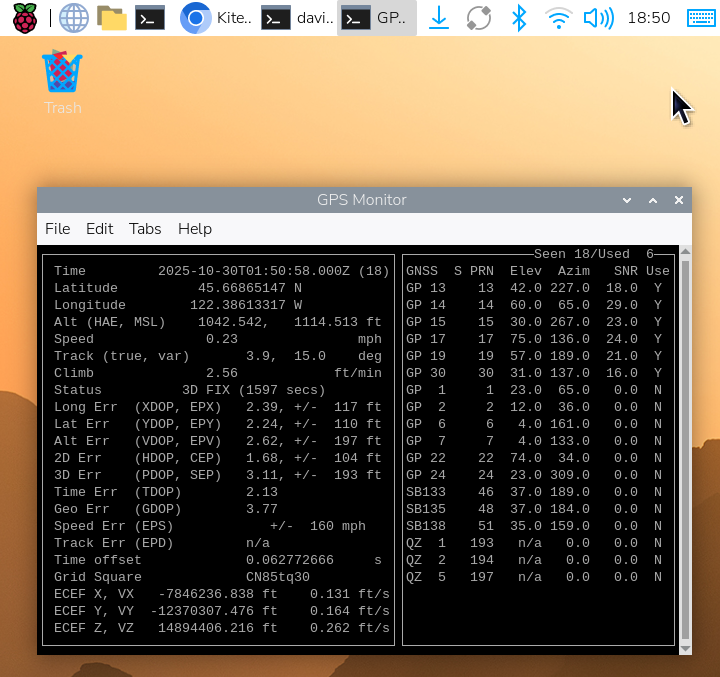 Kite.. davi.. GP.. 18:50
Trash
GPS Monitor
File Edit Tabs Help
Seen 18/Used 6
Time 2025-10-30T01:50:58.000Z (18) GNSS S PRN Elev Azim SNR Use
Latitude 45.66865147 N GP 13 13 42.0 227.0 18.0 Y
Longitude 122.38613317 W GP 14 14 60.0 65.0 29.0 Y
Alt (HAE, MSL) 1042.542, 1114.513 ft GP 15 15 30.0 267.0 23.0 Y
Speed 0.23 mph GP 17 17 75.0 136.0 24.0 Y
Track (true, var) 3.9, 15.0 deg GP 19 19 57.0 189.0 21.0 Y
Climb 2.56 ft/min GP 30 30 31.0 137.0 16.0 Y
Status 3D FIX (1597 secs) GP 1 1 23.0 65.0 0.0 N
Long Err (XDOP, EPX) 2.39, +/- 117 ft GP 2 2 12.0 36.0 0.0 N
Lat Err (YDOP, EPY) 2.24, +/- 110 ft GP 6 6 4.0 161.0 0.0 N
Alt Err (VDOP, EPV) 2.62, +/- 197 ft GP 7 7 4.0 133.0 0.0 N
2D Err (HDOP, CEP) 1.68, +/- 104 ft GP 22 22 74.0 34.0 0.0 N
3D Err (PDOP, SEP) 3.11, +/- 193 ft GP 24 24 23.0 309.0 0.0 N
Time Err (TDOP) 2.13 SB133 46 37.0 189.0 0.0 N
Geo Err (GDOP) 3.77 SB135 48 37.0 184.0 0.0 N
Speed Err (EPS) +/- 160 mph SB138 51 35.0 159.0 0.0 N
Track Err (EPD) n/a QZ 1 193 n/a 0.0 0.0 N
Time offset 0.062772666 s QZ 2 194 n/a 0.0 0.0 N
Grid Square CN85tq30 QZ 5 197 n/a 0.0 0.0 N
ECEF X, VX -7846236.838 ft 0.131 ft/s
ECEF Y, VY -12370307.476 ft 0.164 ft/s
ECEF Z, VZ 14894406.216 ft 0.262 ft/s